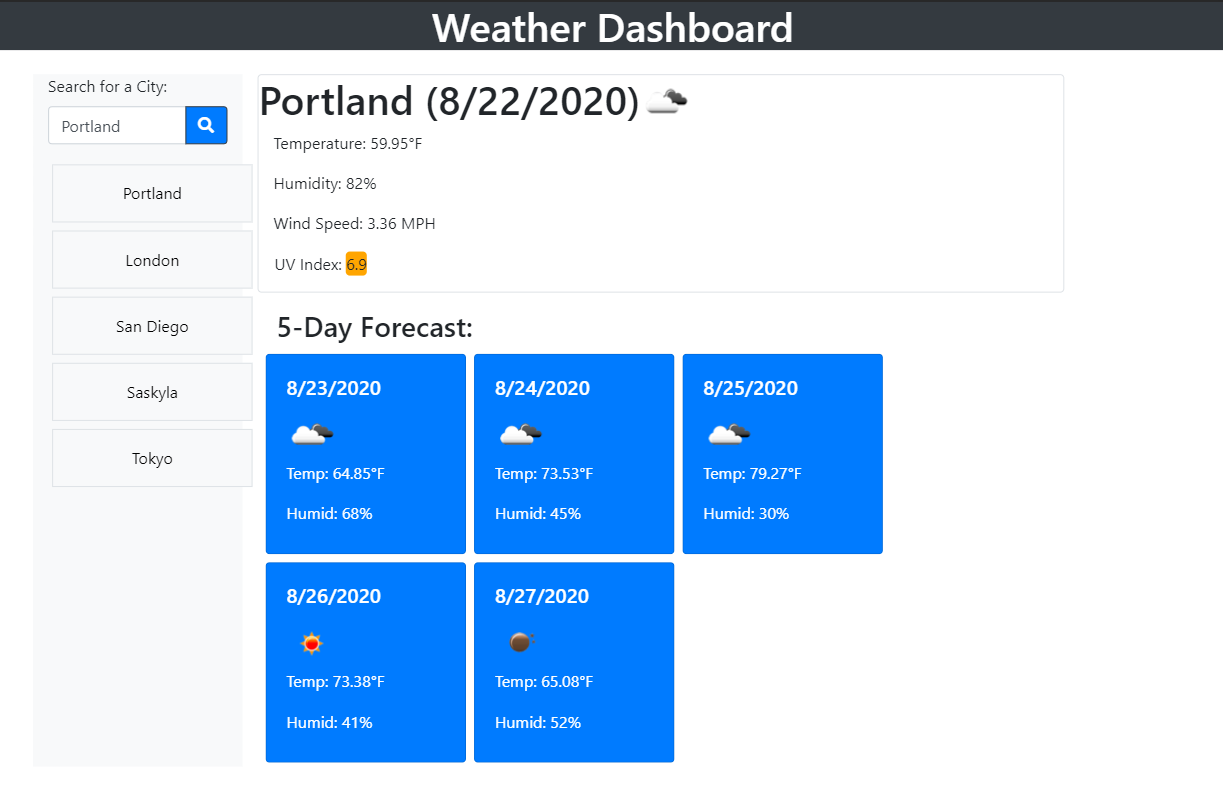 Weather Dashboard
Search for a City:
Portland
Portland
London
San Diego
Saskyla
Tokyo
Portland (8/22/2020)
Temperature: 59.95°F
Humidity: 82%
Wind Speed: 3.36 MPH
UV Index: 6.9
5-Day Forecast:
8/23/2020
Temp: 64.85°F
Humid: 68%
8/24/2020
Temp: 73.53°F
Humid: 45%
8/25/2020
Temp: 79.27°F
Humid: 30%
8/26/2020
Temp: 73.38°F
Humid: 41%
8/27/2020
Temp: 65.08°F
Humid: 52%